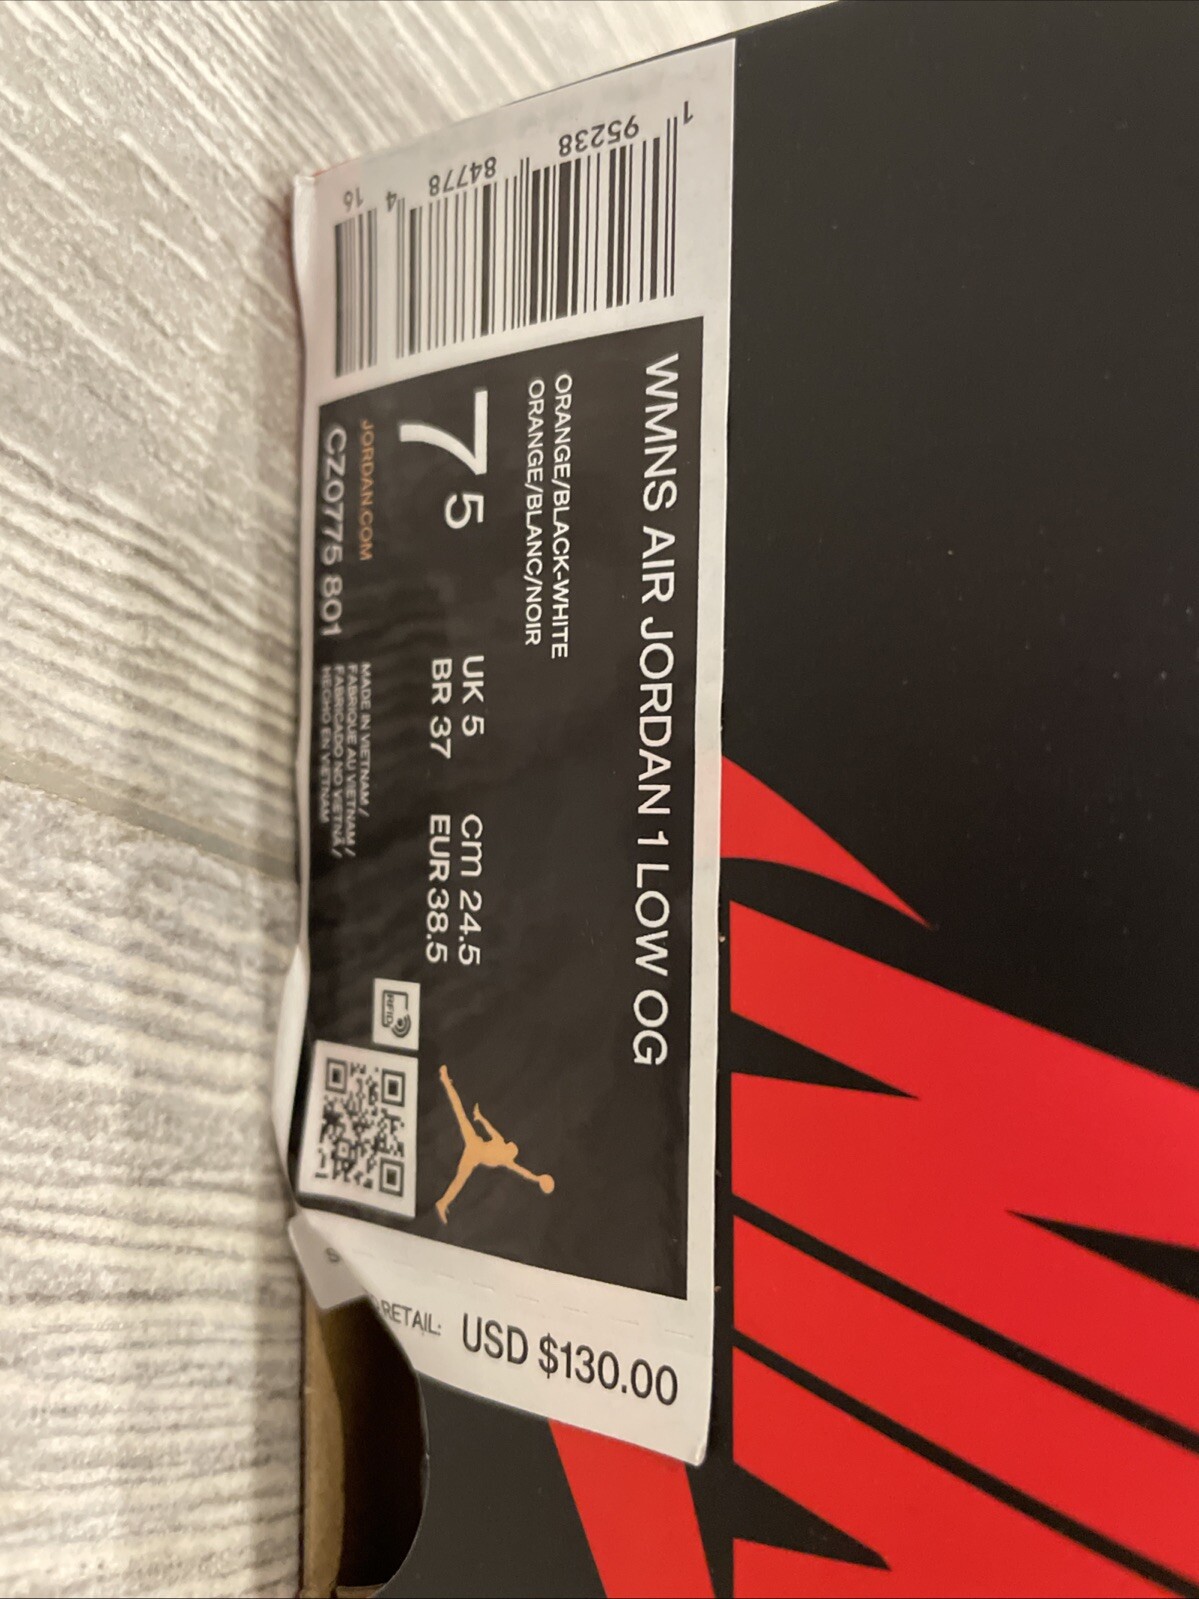 WMNS AIR JORDAN 1 LOW OG
ORANGE/BLACK-WHITE
ORANGE/BLANC/NOIR
7 5
UK 5 cm 24.5
BR 37 EUR 38.5
JORDAN.COM
CZ0775 801
MADE IN VIETNAM /
FABRIQUE AU VIETNAM /
FABRICADO NO VIETNÃ /
HECHO EN VIETNAM
RFID
1 95238 84778 4 16
RETAIL: USD $130.00
S